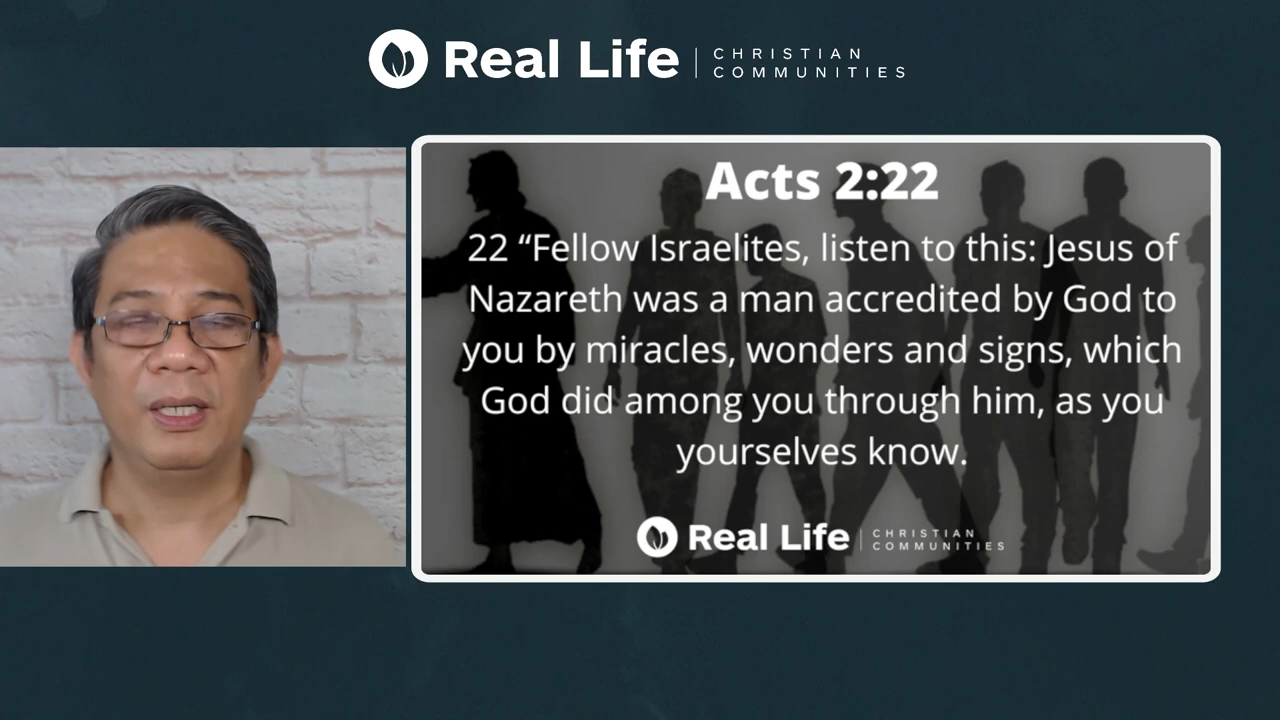 Real Life
CHRISTIAN
COMMUNITIES
Acts 2:22
22 “Fellow Israelites, listen to this: Jesus of
Nazareth was a man accredited by God to
you by miracles, wonders and signs, which
God did among you through him, as you
yourselves know.
Real Life
CHRISTIAN
COMMUNITIES